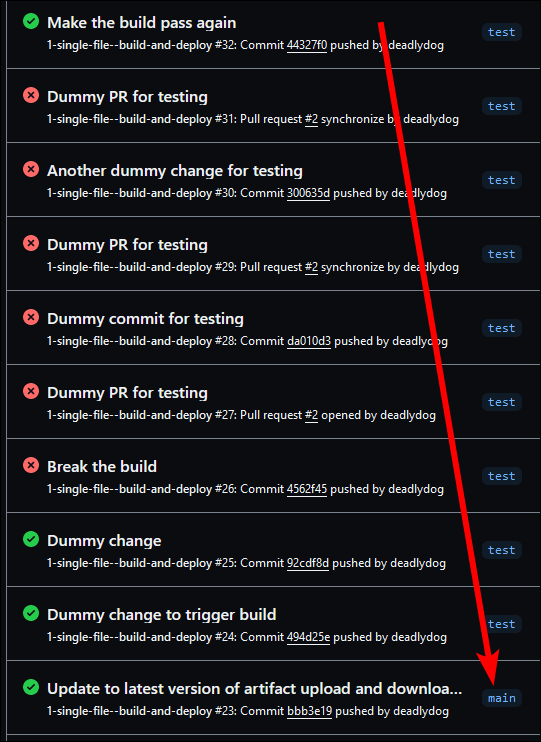 Make the build pass again
1-single-file--build-and-deploy #32: Commit 44327f0 pushed by deadlydog
test
Dummy PR for testing
1-single-file--build-and-deploy #31: Pull request #2 synchronize by deadlydog
test
Another dummy change for testing
1-single-file--build-and-deploy #30: Commit 300635d pushed by deadlydog
test
Dummy PR for testing
1-single-file--build-and-deploy #29: Pull request #2 synchronize by deadlydog
test
Dummy commit for testing
1-single-file--build-and-deploy #28: Commit da010d3 pushed by deadlydog
test
Dummy PR for testing
1-single-file--build-and-deploy #27: Pull request #2 opened by deadlydog
test
Break the build
1-single-file--build-and-deploy #26: Commit 4562f45 pushed by deadlydog
test
Dummy change
1-single-file--build-and-deploy #25: Commit 92cdf8d pushed by deadlydog
test
Dummy change to trigger build
1-single-file--build-and-deploy #24: Commit 494d25e pushed by deadlydog
test
Update to latest version of artifact upload and downloa...
1-single-file--build-and-deploy #23: Commit bbb3e19 pushed by deadlydog
main